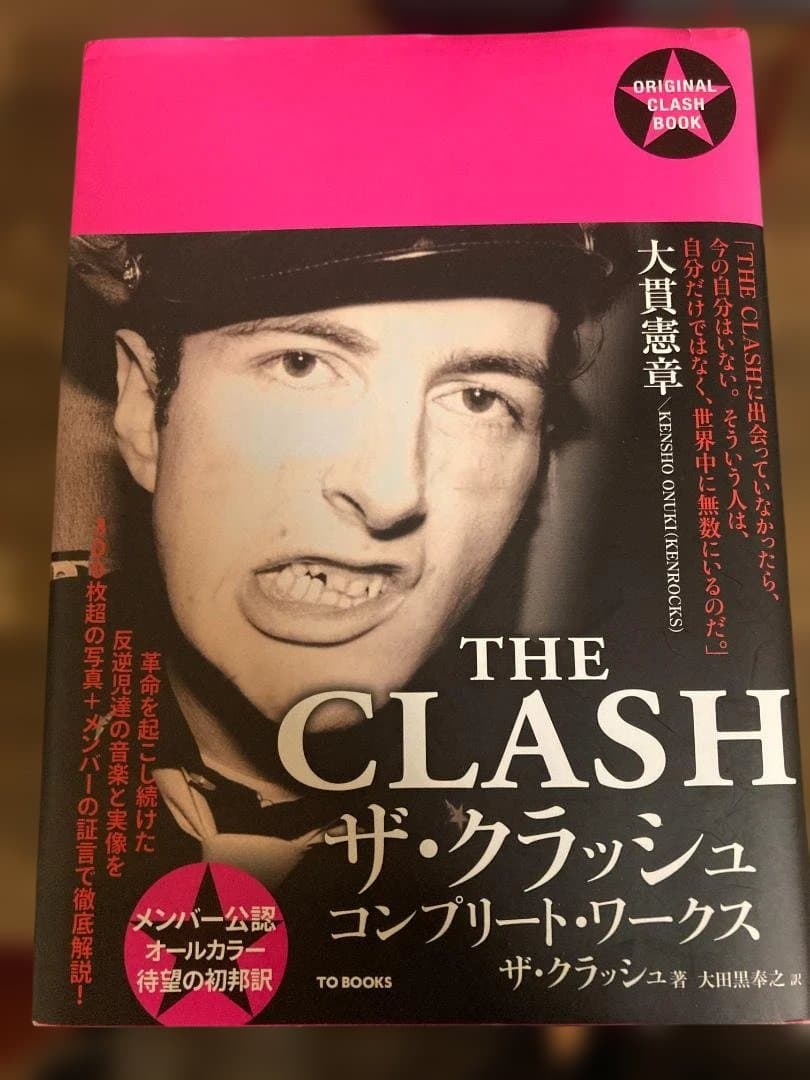 ORIGINAL
CLASH
BOOK
「THE CLASHに出会っていなかったら、
今の自分はいない。そういう人は、
自分だけではなく、世界中に無数にいるのだ。」
大貫憲章/KENSHO ONUKI(KENROCKS)
THE
CLASH
ザ・クラッシュ
コンプリート・ワークス
ザ・クラッシュ 著 大田黒奉之 訳
革命を起こし続けた
反逆児達の音楽と実像を
枚超の写真+メンバーの証言で徹底解説!
メンバー公認
オールカラー
待望の初邦訳
TO BOOKS